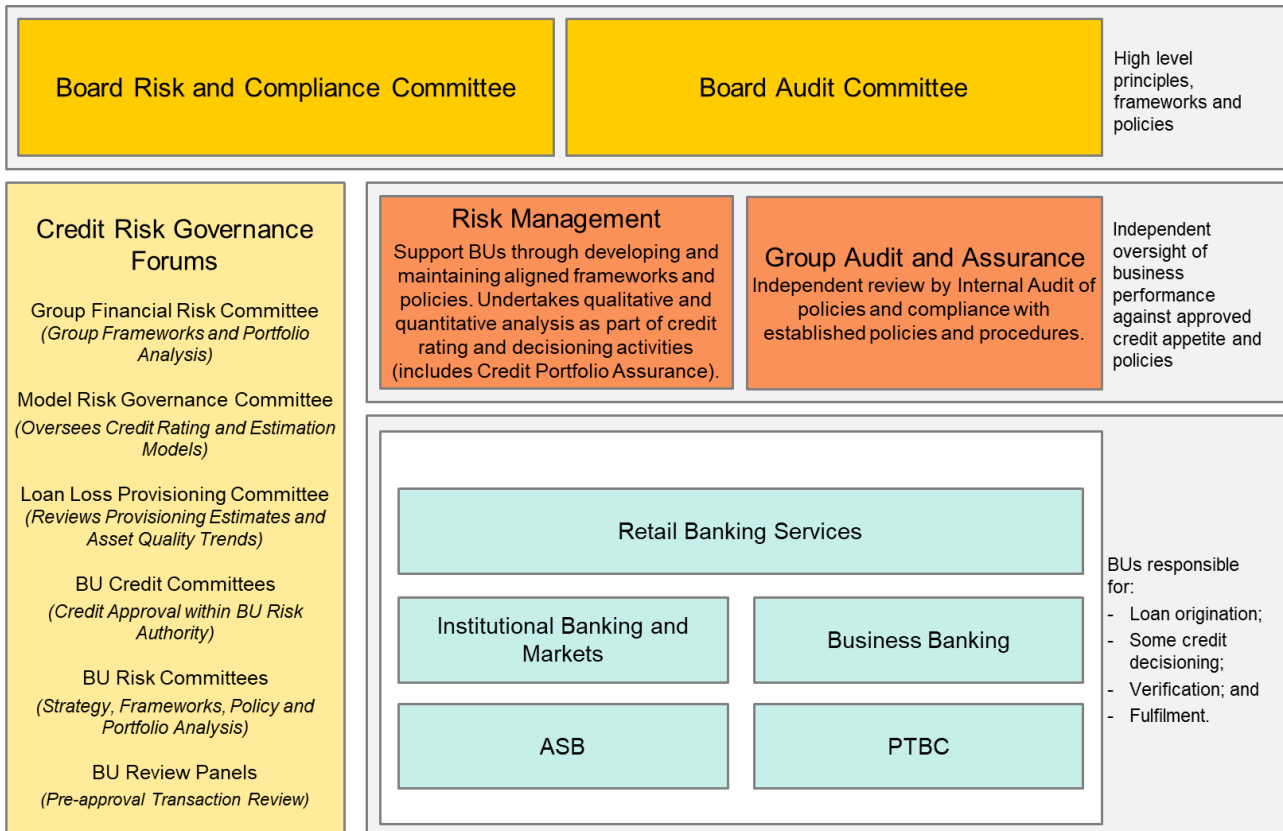 Board Risk and Compliance Committee
Board Audit Committee
High level
principles,
frameworks and
policies
Credit Risk Governance
Forums
Group Financial Risk Committee
(Group Frameworks and Portfolio
Analysis)
Model Risk Governance Committee
(Oversees Credit Rating and Estimation
Models)
Loan Loss Provisioning Committee
(Reviews Provisioning Estimates and
Asset Quality Trends)
BU Credit Committees
(Credit Approval within BU Risk
Authority)
BU Risk Committees
(Strategy, Frameworks, Policy and
Portfolio Analysis)
BU Review Panels
(Pre-approval Transaction Review)
Risk Management
Support BUs through developing and
maintaining aligned frameworks and
policies. Undertakes qualitative and
quantitative analysis as part of credit
rating and decisioning activities
(includes Credit Portfolio Assurance).
Group Audit and Assurance
Independent review by Internal Audit of
policies and compliance with
established policies and procedures.
Independent
oversight of
business
performance
against approved
credit appetite and
policies
Retail Banking Services
Institutional Banking and
Markets
Business Banking
ASB
PTBC
BUs responsible
for:
- Loan origination;
- Some credit
decisioning;
- Verification; and
- Fulfilment.